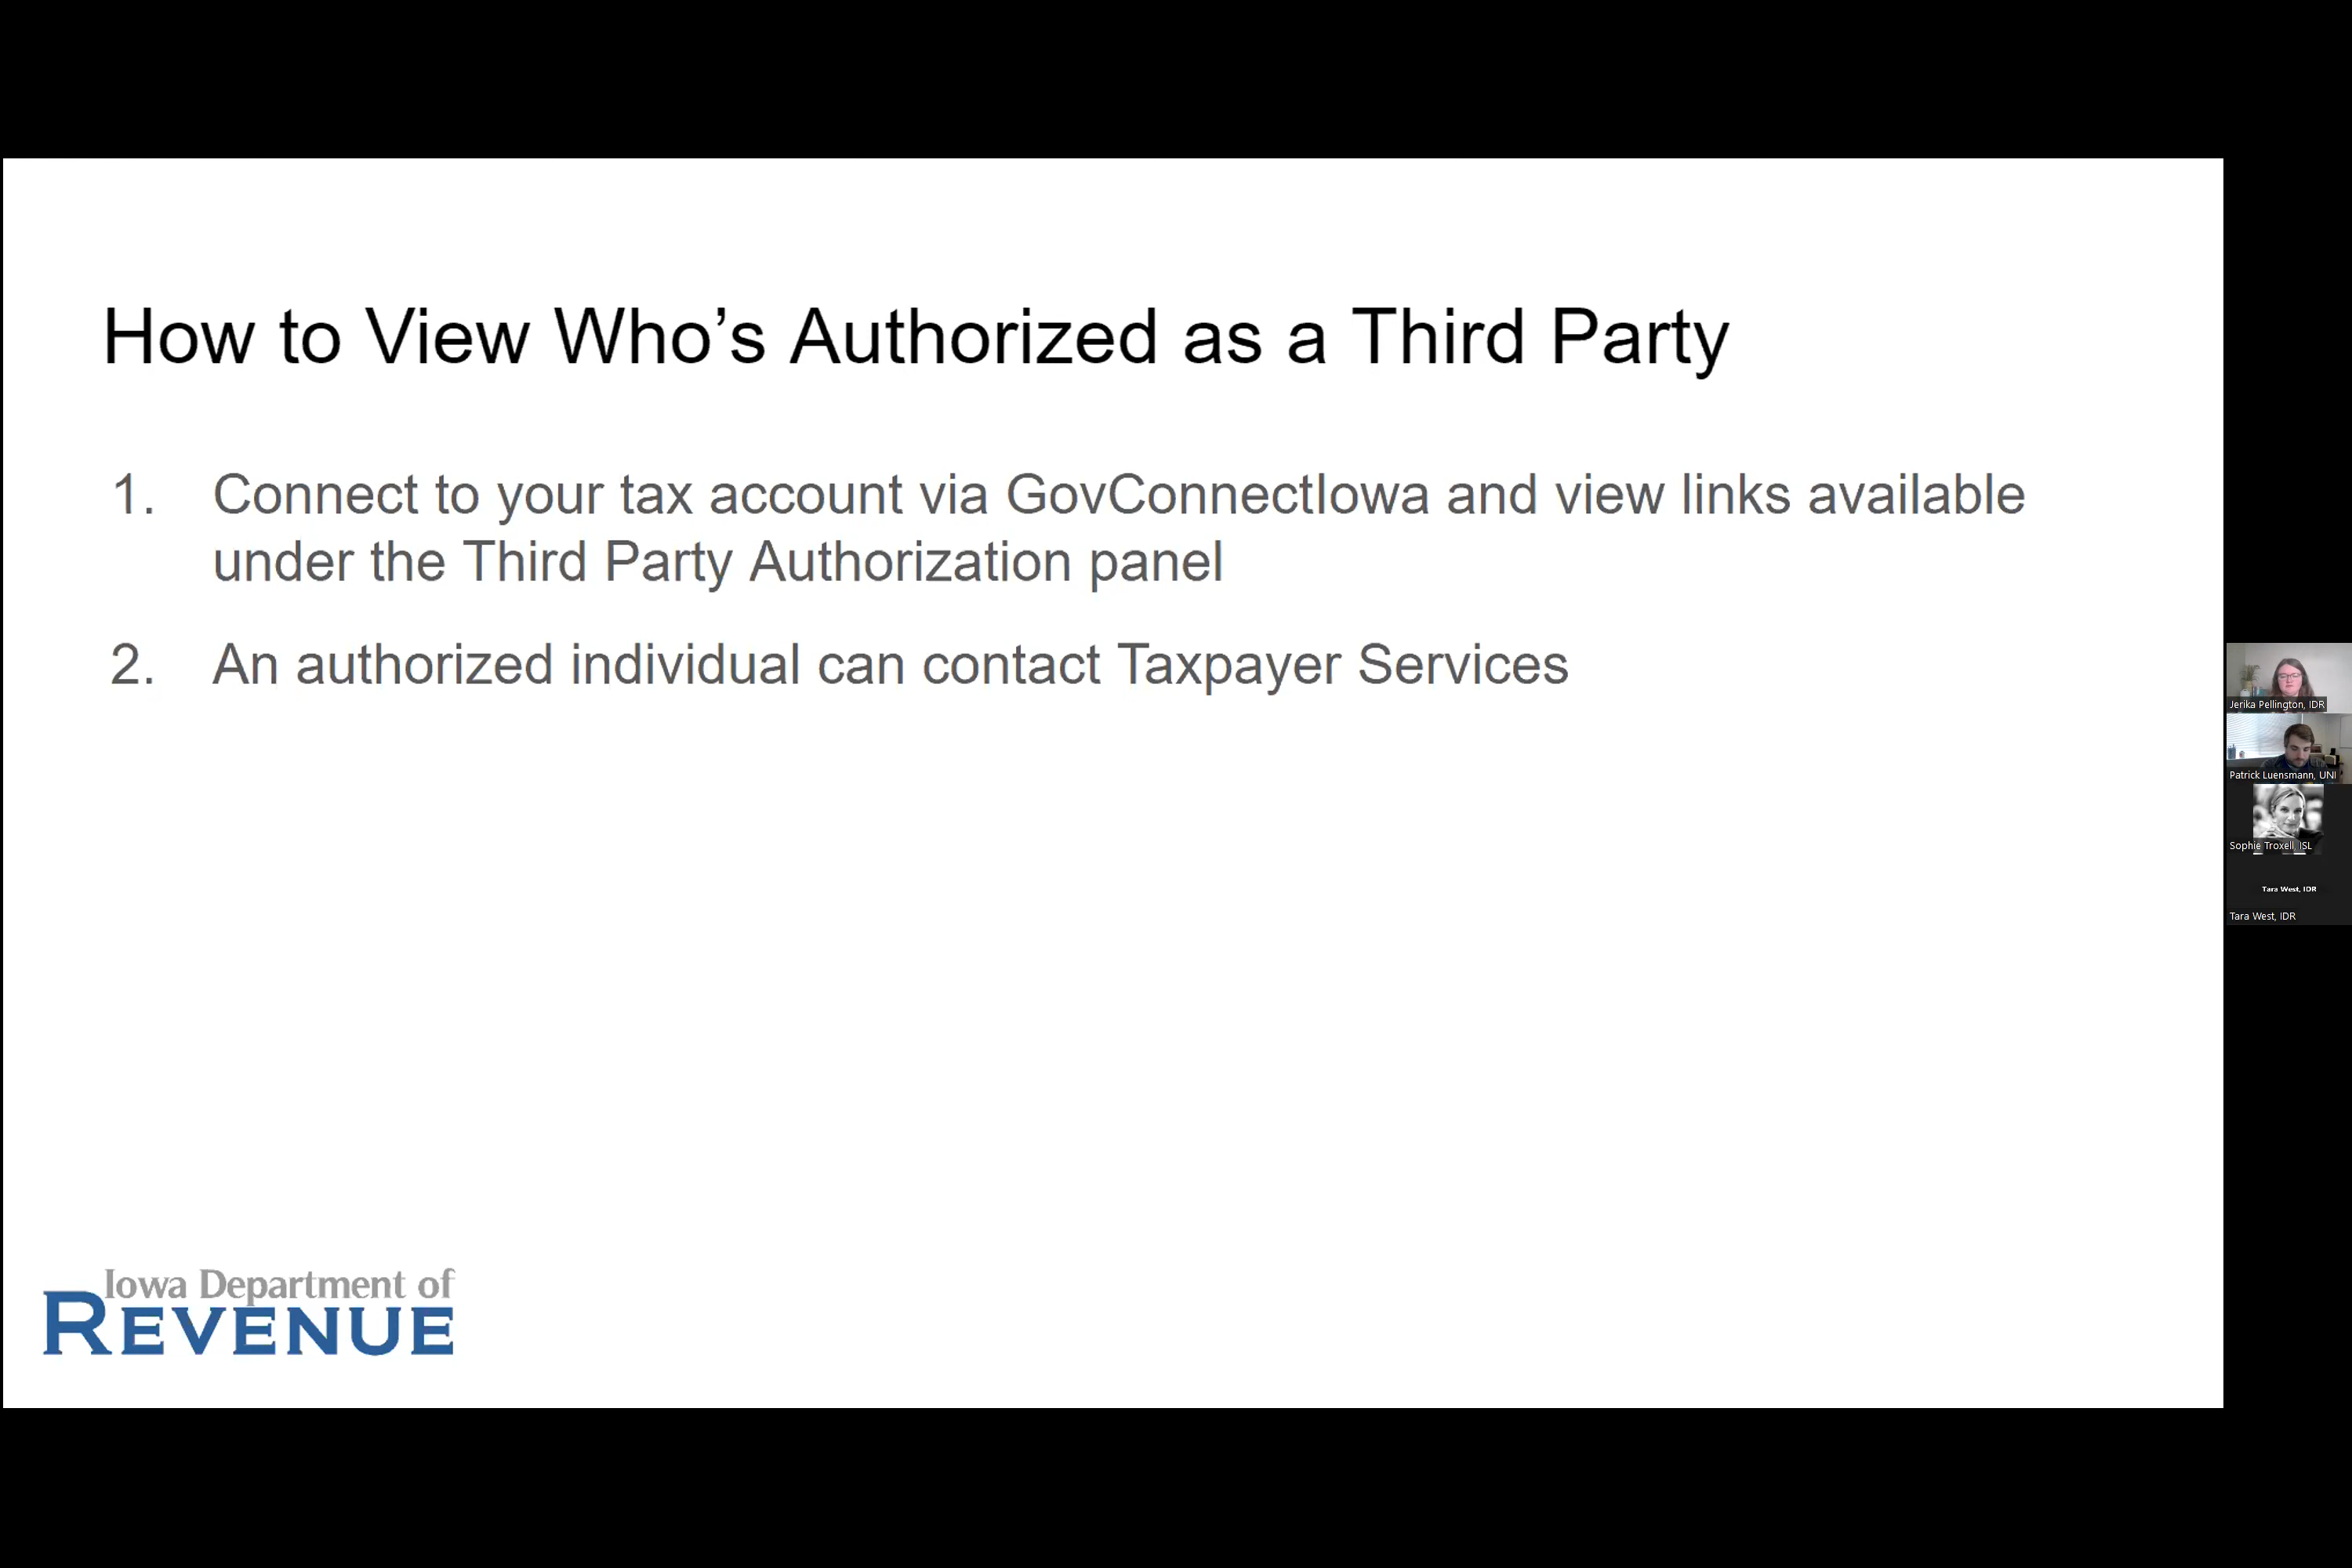 How to View Who’s Authorized as a Third Party
1. Connect to your tax account via GovConnectIowa and view links available
under the Third Party Authorization panel
2. An authorized individual can contact Taxpayer Services
Iowa Department of
REVENUE
Jerika Pellington, IDR
Patrick Luensmann, UNI
Sophie Troxell, ISL
Tara West, IDR
Tara West, IDR